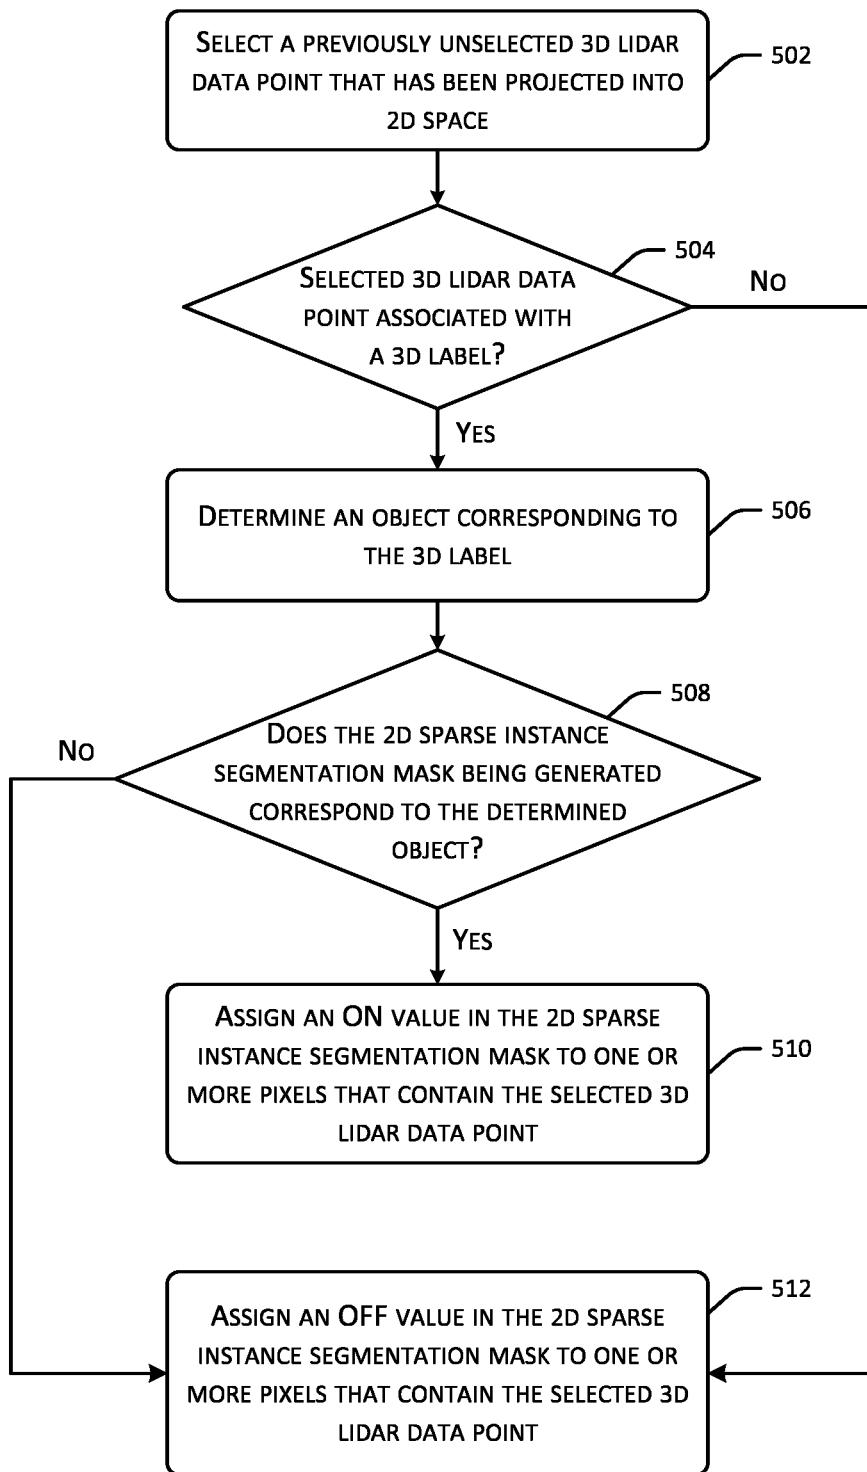 Select a previously unselected 3D lidar
data point that has been projected into
2D space
502
504
Selected 3D lidar data
point associated with
a 3D label?
No
Yes
Determine an object corresponding to
the 3D label
506
508
Does the 2D sparse instance
segmentation mask being generated
correspond to the determined
object?
No
Yes
Assign an ON value in the 2D sparse
instance segmentation mask to one or
more pixels that contain the selected 3D
lidar data point
510
512
Assign an OFF value in the 2D sparse
instance segmentation mask to one or
more pixels that contain the selected 3D
lidar data point